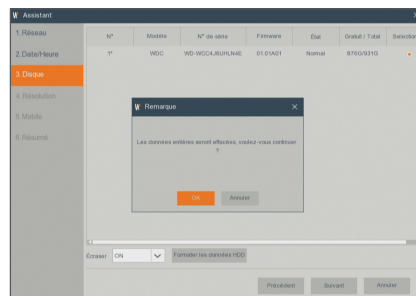 Assistant
1. Réseau
2.Date/Heure
3. Disque
4. Résolution
5. Mobile
6. Résumé
N° Modèle N° de série Firmware État Gratuit / Total Selection
1* WDC WD-WCC4J6UHLN4E 01.01A01 Normal 876G/931G
Remarque
Les données entières seront effacées, voulez-vous continuer
?
OK Annuler
Écraser ON Formater les données HDD
Précédent Suivant Annuler